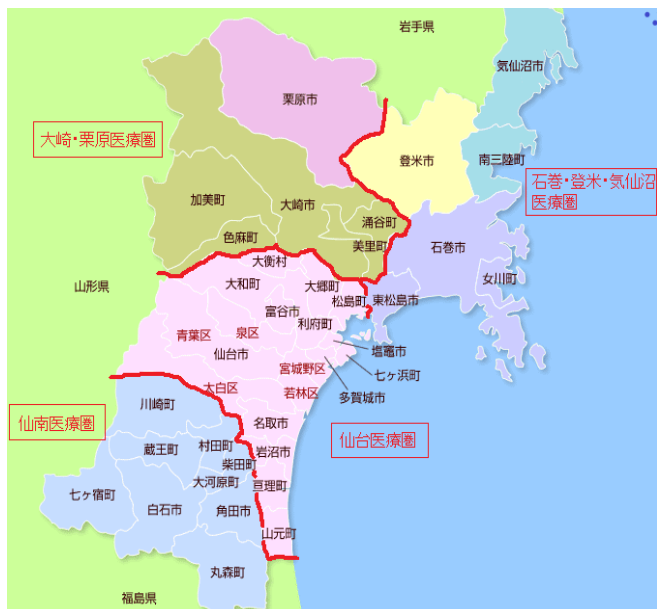 岩手県
気仙沼市
栗原市
大崎・栗原医療圏
登米市
南三陸町
石巻・登米・気仙沼
医療圏
加美町
大崎市
涌谷町
色麻町
美里町
石巻市
大衡村
女川町
山形県
大和町
大郷町
松島町
東松島市
富谷市
利府町
青葉区
泉区
仙台市
塩竈市
宮城野区
七ヶ浜町
太白区
若林区
多賀城市
川崎町
仙南医療圏
名取市
仙台医療圏
蔵王町
村田町
岩沼市
柴田町
大河原町
亘理町
七ヶ宿町
白石市
角田市
山元町
丸森町
福島県